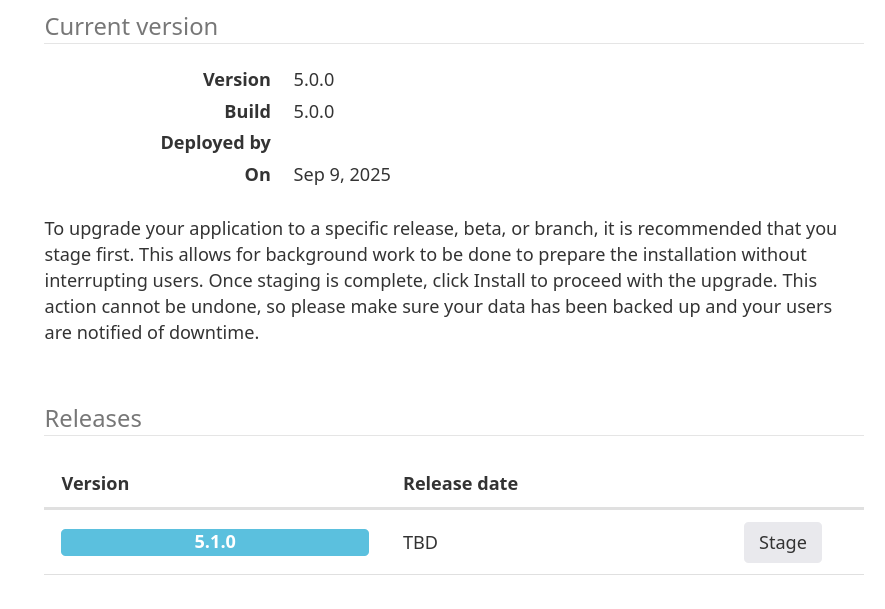 Current version
Version 5.0.0
Build 5.0.0
Deployed by
On Sep 9, 2025
To upgrade your application to a specific release, beta, or branch, it is recommended that you
stage first. This allows for background work to be done to prepare the installation without
interrupting users. Once staging is complete, click Install to proceed with the upgrade. This
action cannot be undone, so please make sure your data has been backed up and your users
are notified of downtime.
Releases
Version Release date
5.1.0 TBD Stage